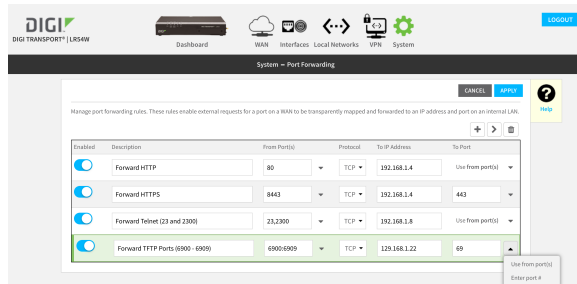 DIGI
DIGI TRANSPORT® | LR54W
LOGOUT
Dashboard
WAN
Interfaces
Local Networks
VPN
System
System – Port Forwarding
CANCEL
APPLY
Help
Manage port forwarding rules. These rules enable external requests for a port on a WAN to be transparently mapped and forwarded to an IP address and port on an internal LAN.
Enabled Description From Port(s) Protocol To IP Address To Port
Forward HTTP 80 TCP 192.168.1.4 Use from port(s)
Forward HTTPS 8443 TCP 192.168.1.4 443
Forward Telnet (23 and 2300) 23,2300 TCP 192.168.1.8 Use from port(s)
Forward TFTP Ports (6900 - 6909) 6900:6909 TCP 129.168.1.22 69
Use from port(s)
Enter port #